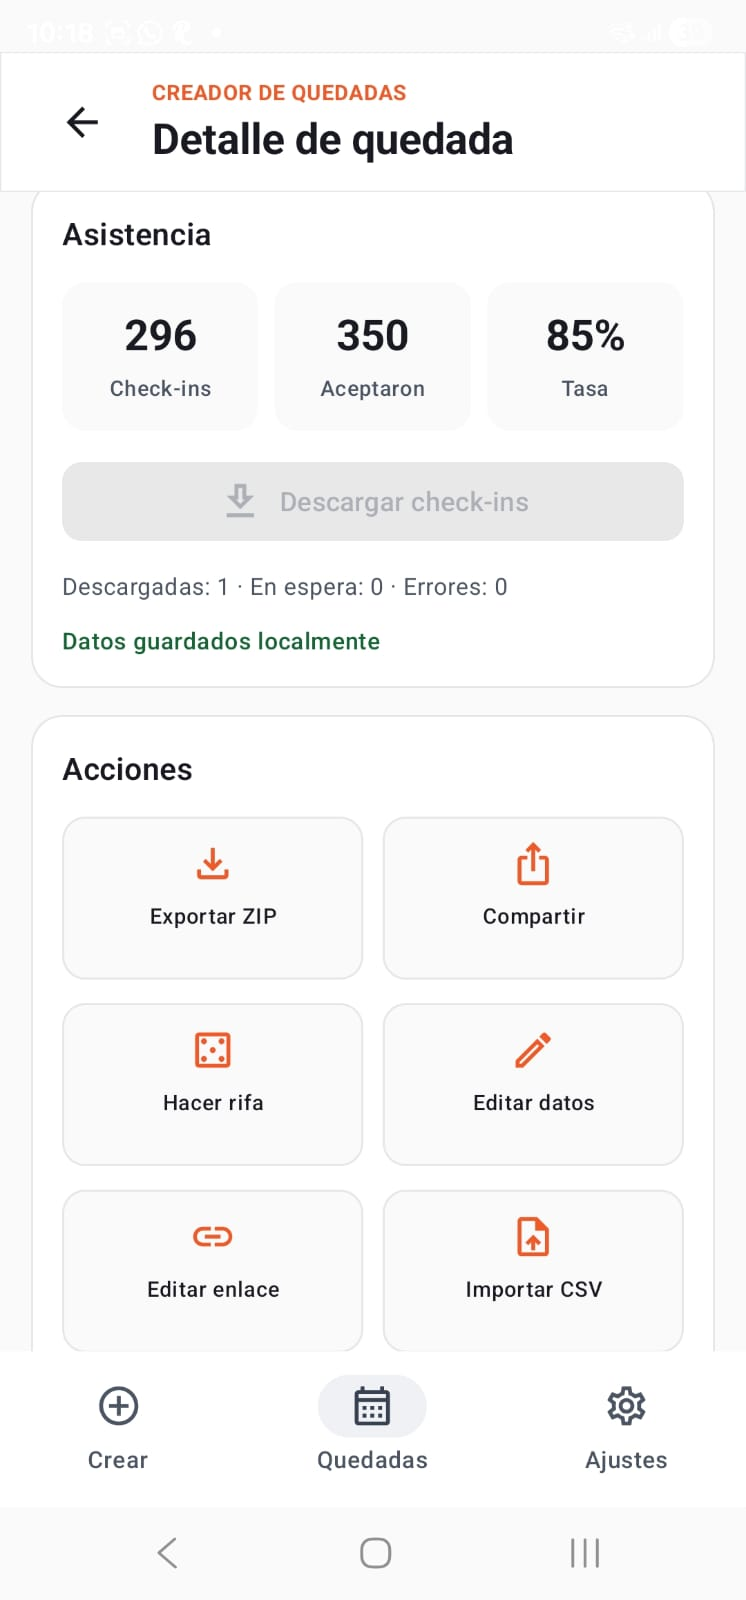 10:18
CREADOR DE QUEDADAS
Detalle de quedada
Asistencia
296
Check-ins
350
Aceptaron
85%
Tasa
Descargar check-ins
Descargadas: 1 · En espera: 0 · Errores: 0
Datos guardados localmente
Acciones
Exportar ZIP
Compartir
Hacer rifa
Editar datos
Editar enlace
Importar CSV
Crear
Quedadas
Ajustes